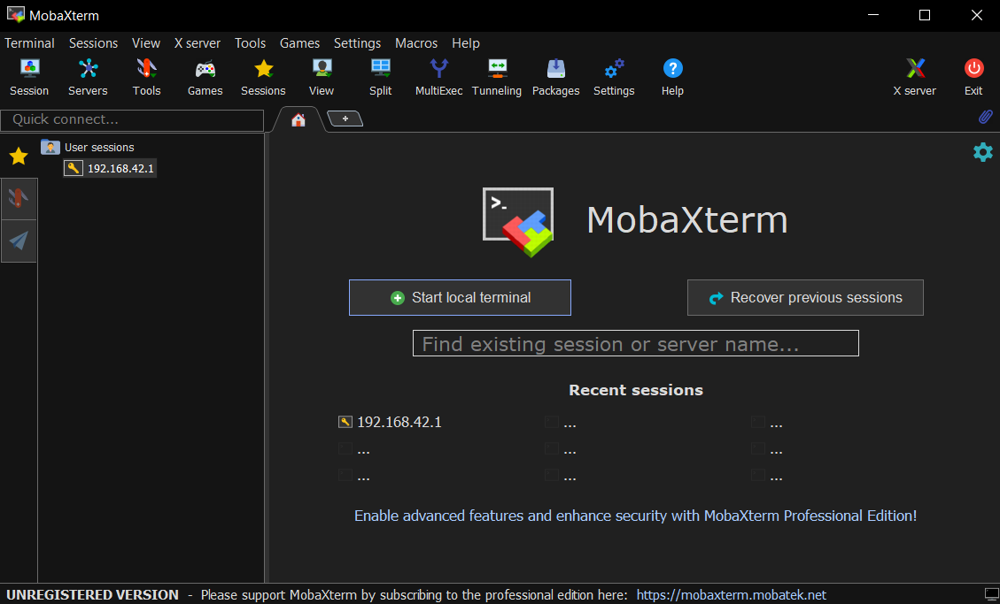 MobaXterm
Terminal Sessions View X server Tools Games Settings Macros Help
Session Servers Tools Games Sessions View Split MultiExec Tunneling Packages Settings Help X server Exit
Quick connect...
+
User sessions
192.168.42.1
>_
MobaXterm
Start local terminal
Recover previous sessions
Find existing session or server name...
Recent sessions
192.168.42.1 ... ...
... ... ...
... ... ...
Enable advanced features and enhance security with MobaXterm Professional Edition!
UNREGISTERED VERSION - Please support MobaXterm by subscribing to the professional edition here: https://mobaxterm.mobatek.net